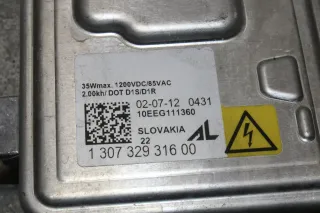 35Wmax. 1200VDC/65VAC
2.00kh/ DOT D1S/D1R
02-07-12 0431
10EEG111360
SLOVAKIA AL
22
1 307 329 316 00